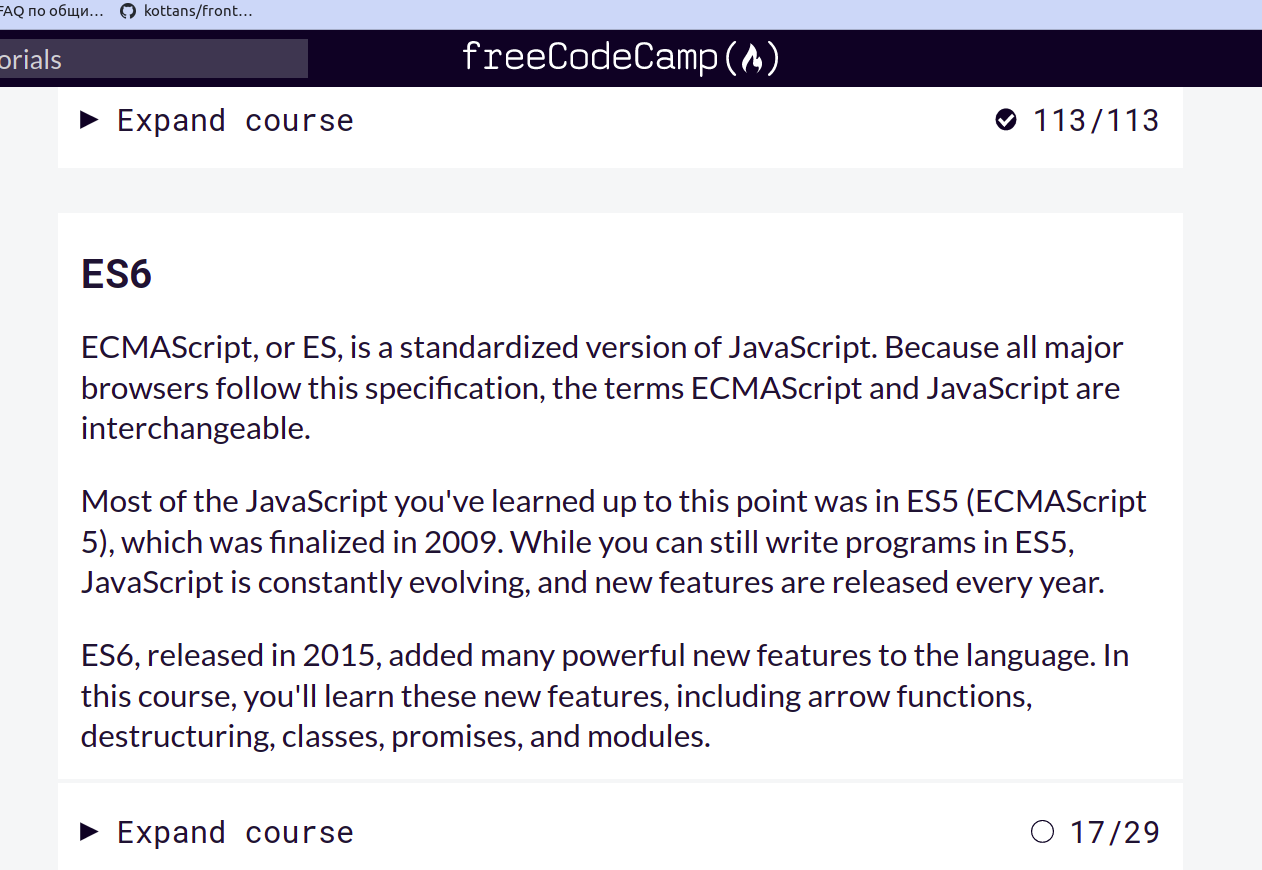 FAQ по общи... kottans/front...
orials freeCodeCamp
Expand course 113/113
ES6
ECMAScript, or ES, is a standardized version of JavaScript. Because all major
browsers follow this specification, the terms ECMAScript and JavaScript are
interchangeable.
Most of the JavaScript you've learned up to this point was in ES5 (ECMAScript
5), which was finalized in 2009. While you can still write programs in ES5,
JavaScript is constantly evolving, and new features are released every year.
ES6, released in 2015, added many powerful new features to the language. In
this course, you'll learn these new features, including arrow functions,
destructuring, classes, promises, and modules.
Expand course 17/29